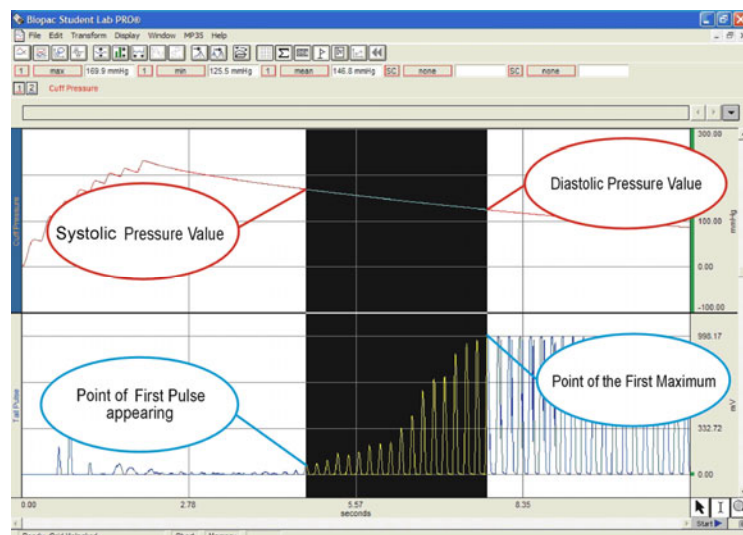 Biopac Student Lab PRO®
File Edit Transform Display Window MP35 Help
1 max 169.9 mmHg 1 min 125.5 mmHg 1 mean 146.8 mmHg SC none SC none
1 2 Cuff Pressure
300.00
Cuff Pressure
Systolic Pressure Value
Diastolic Pressure Value
100.00
mmHg
0.00
-100.00
Tail Pulse
Point of First Pulse
appearing
Point of the First Maximum
998.17
mV
332.72
0.00
0.00 2.78 5.57 8.35
seconds
Start